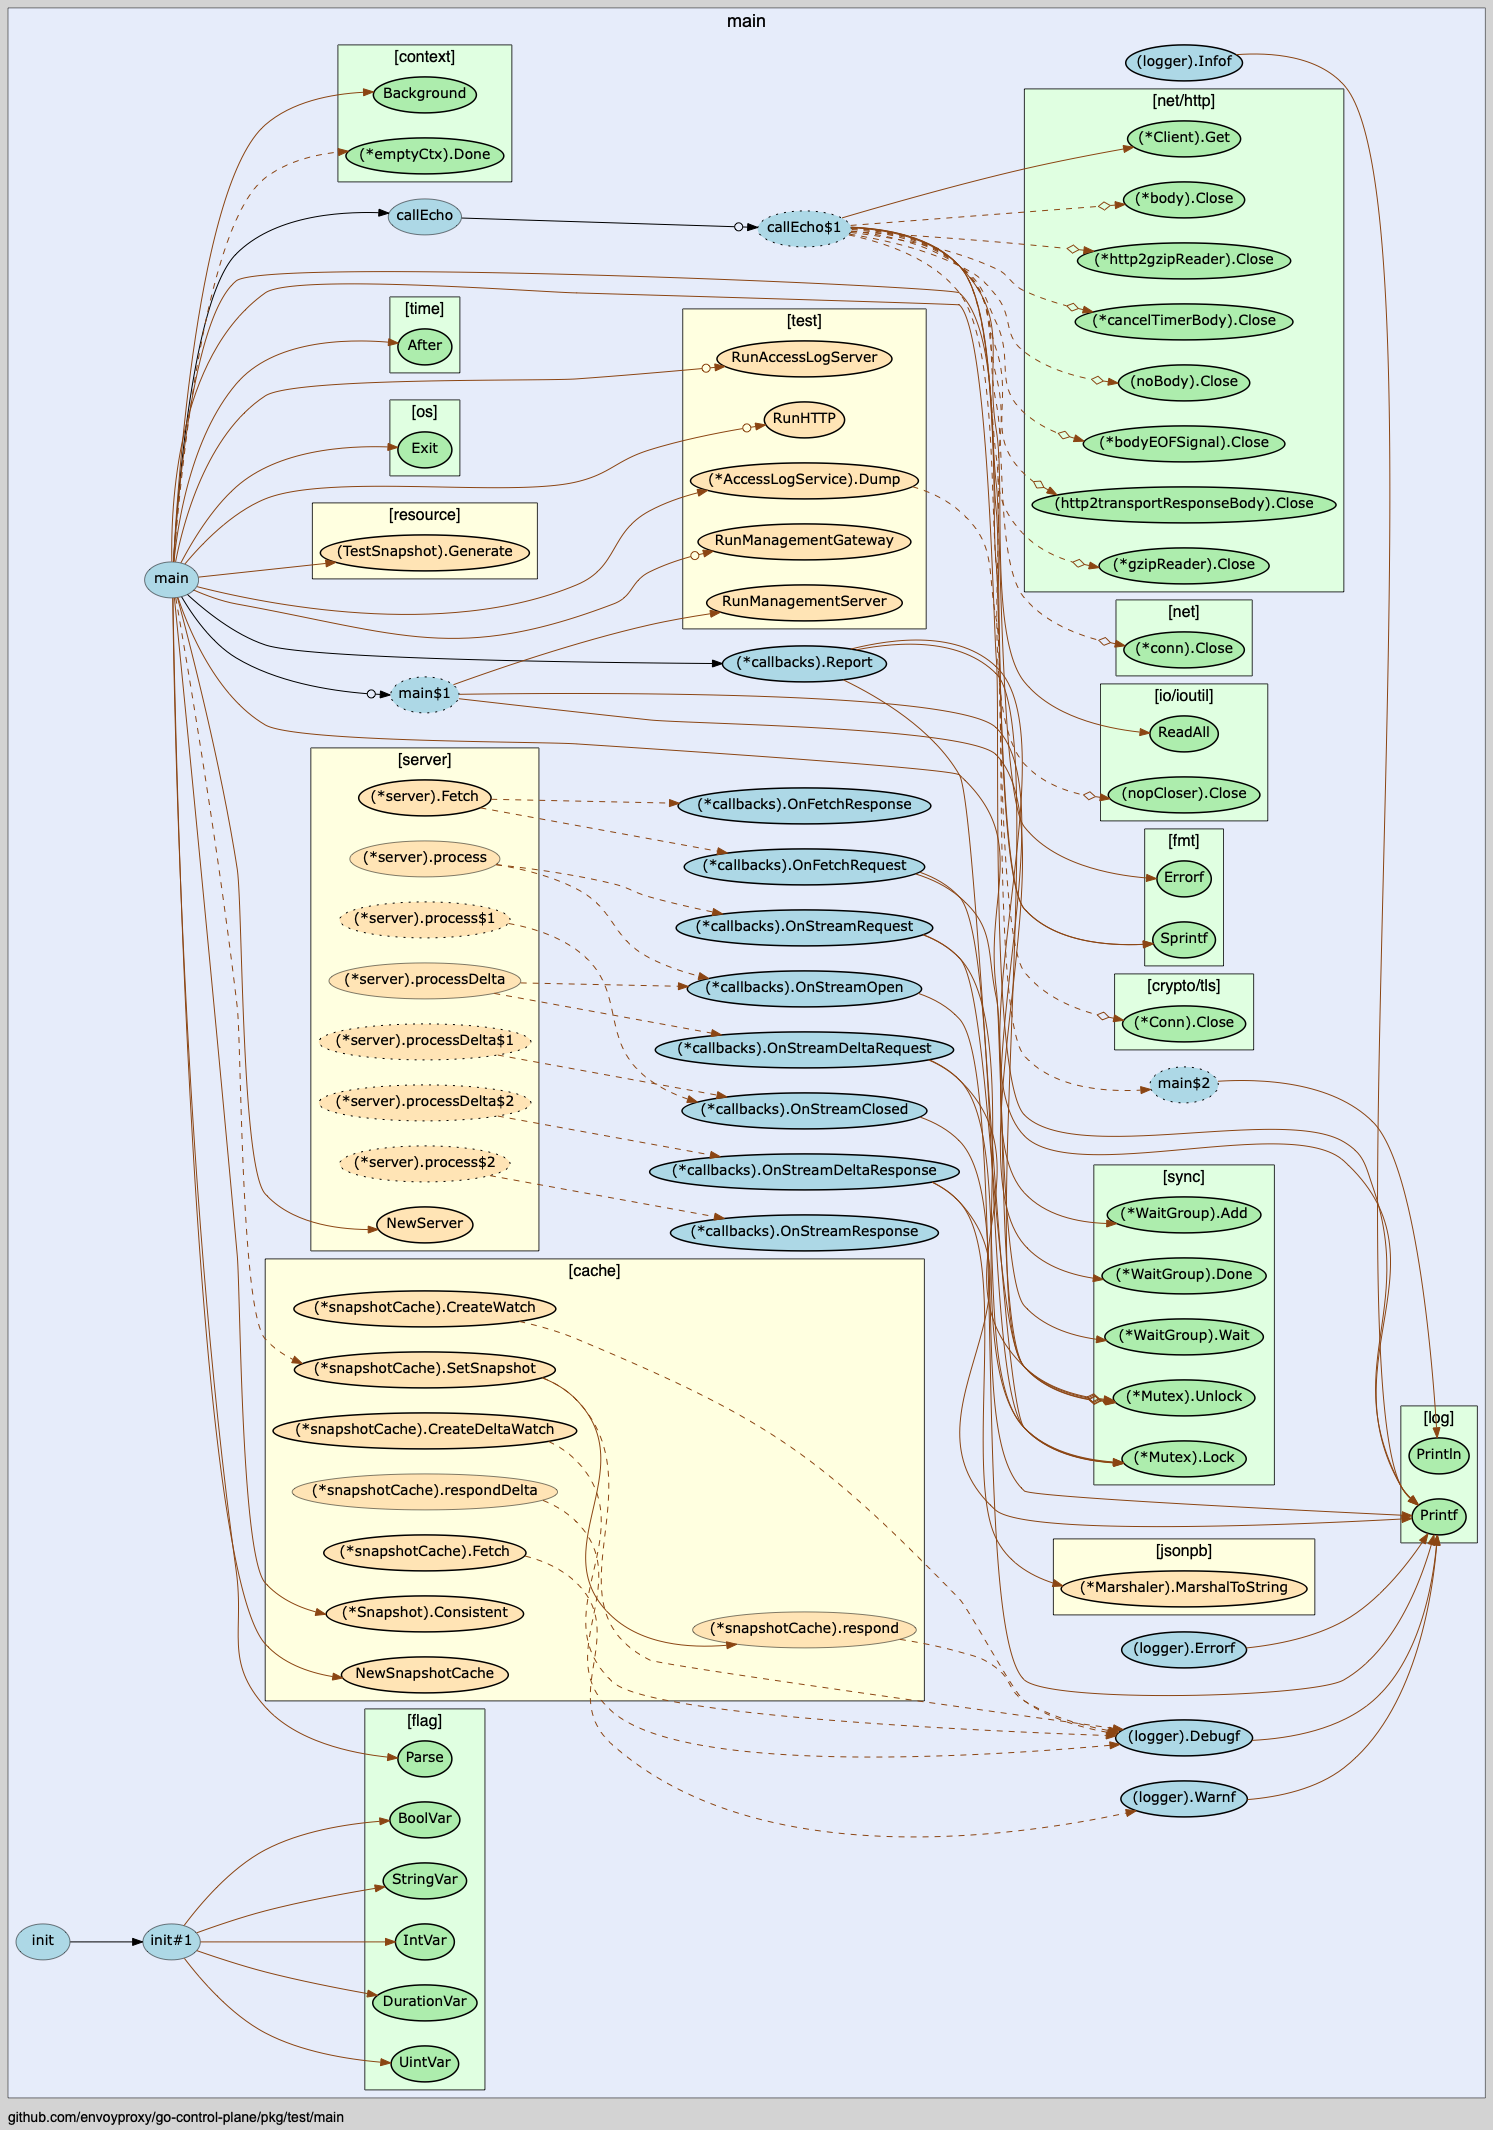 main
[context]
Background
(*emptyCtx).Done
callEcho
callEcho$1
(logger).Infof
[net/http]
(*Client).Get
(*body).Close
(*http2gzipReader).Close
(*cancelTimerBody).Close
(noBody).Close
(*bodyEOFSignal).Close
(http2transportResponseBody).Close
(*gzipReader).Close
[time]
After
[os]
Exit
[resource]
(TestSnapshot).Generate
main
[test]
RunAccessLogServer
RunHTTP
(*AccessLogService).Dump
RunManagementGateway
RunManagementServer
(*callbacks).Report
main$1
[net]
(*conn).Close
[io/ioutil]
ReadAll
(nopCloser).Close
[fmt]
Errorf
Sprintf
[crypto/tls]
(*Conn).Close
main$2
[server]
(*server).Fetch
(*server).process
(*server).process$1
(*server).processDelta
(*server).processDelta$1
(*server).processDelta$2
(*server).process$2
NewServer
(*callbacks).OnFetchResponse
(*callbacks).OnFetchRequest
(*callbacks).OnStreamRequest
(*callbacks).OnStreamOpen
(*callbacks).OnStreamDeltaRequest
(*callbacks).OnStreamClosed
(*callbacks).OnStreamDeltaResponse
(*callbacks).OnStreamResponse
[sync]
(*WaitGroup).Add
(*WaitGroup).Done
(*WaitGroup).Wait
(*Mutex).Unlock
(*Mutex).Lock
[log]
Println
Printf
[cache]
(*snapshotCache).CreateWatch
(*snapshotCache).SetSnapshot
(*snapshotCache).CreateDeltaWatch
(*snapshotCache).respondDelta
(*snapshotCache).Fetch
(*Snapshot).Consistent
(*snapshotCache).respond
NewSnapshotCache
[jsonpb]
(*Marshaler).MarshalToString
(logger).Errorf
(logger).Debugf
(logger).Warnf
[flag]
Parse
BoolVar
StringVar
IntVar
DurationVar
UintVar
init
init#1
github.com/envoyproxy/go-control-plane/pkg/test/main